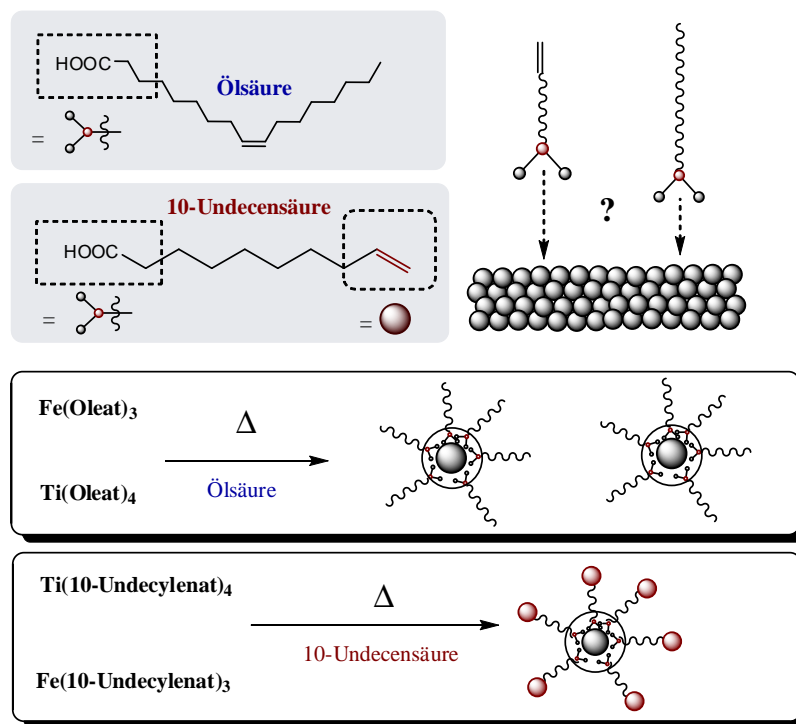 HOOC
Ölsäure
=
10-Undecensäure
HOOC
=
=
?
Fe(Oleat)₃
Δ
Ti(Oleat)₄
Ölsäure
Ti(10-Undecylenat)₄
Δ
10-Undecensäure
Fe(10-Undecylenat)₃